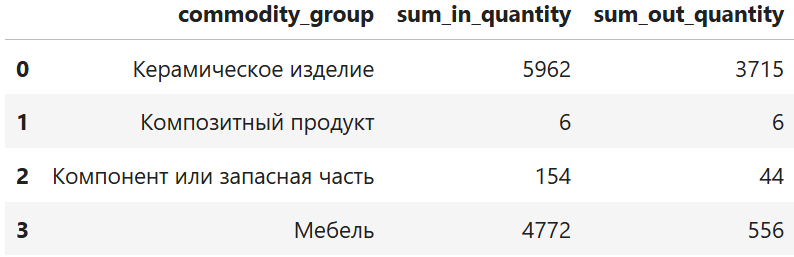 commodity_group sum_in_quantity sum_out_quantity
0 Керамическое изделие 5962 3715
1 Композитный продукт 6 6
2 Компонент или запасная часть 154 44
3 Мебель 4772 556